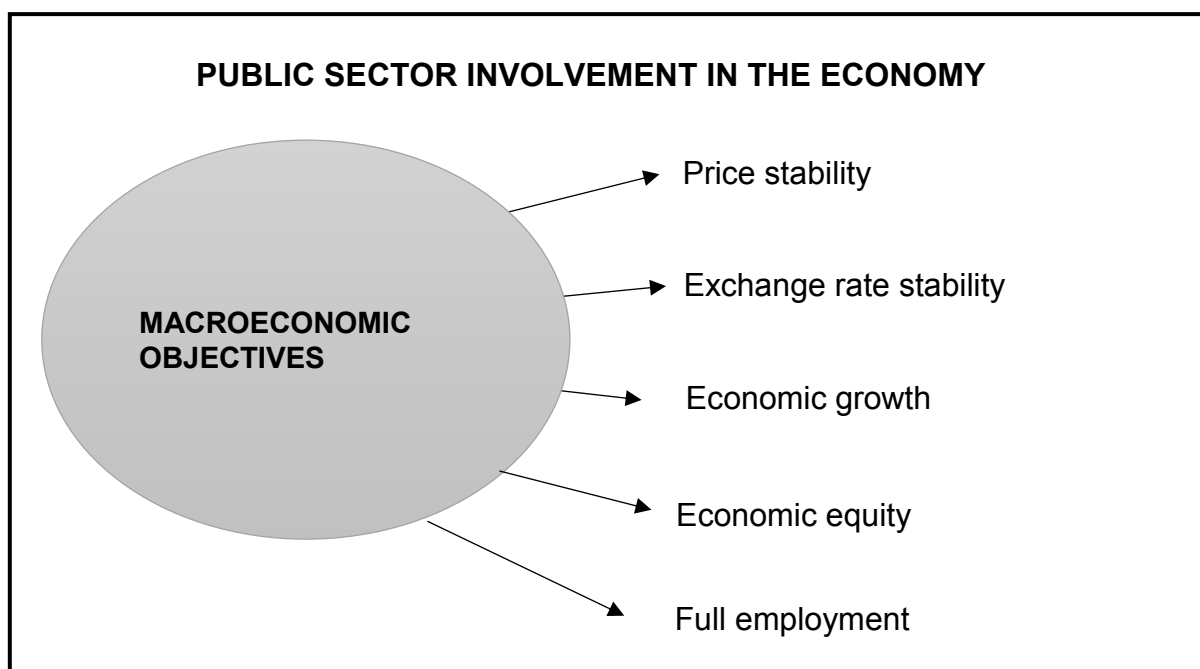 PUBLIC SECTOR INVOLVEMENT IN THE ECONOMY
Price stability
Exchange rate stability
MACROECONOMIC
OBJECTIVES
Economic growth
Economic equity
Full employment